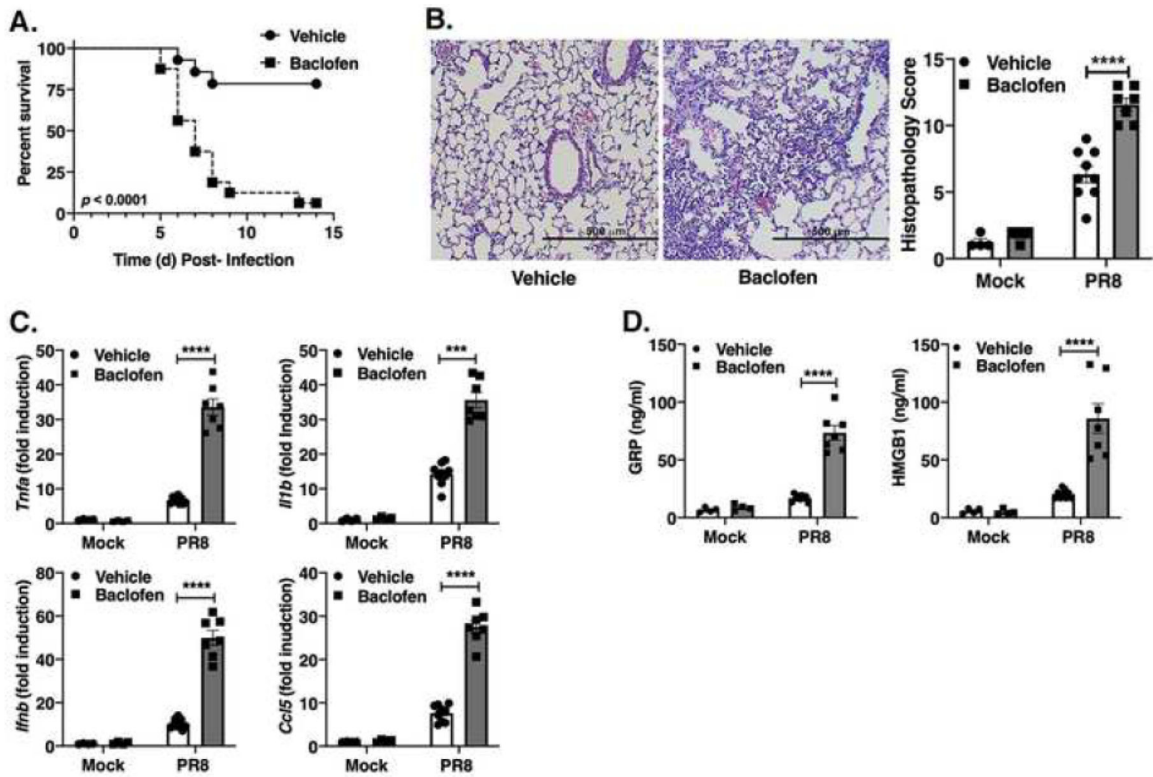 A.
Vehicle
Baclofen
100
75
50
25
0
Percent survival
p < 0.0001
0 5 10 15
Time (d) Post- Infection
B.
500 μm
500 μm
Vehicle
Baclofen
Vehicle
Baclofen
****
15
10
5
0
Histopathology Score
Mock PR8
C.
Vehicle
Baclofen
****
50
40
30
20
10
0
Tnfa (fold induction)
Mock PR8
Vehicle
Baclofen
***
50
40
30
20
10
0
Il1b (fold Induction)
Mock PR8
Vehicle
Baclofen
****
80
60
40
20
0
Ifnb (fold induction)
Mock PR8
Vehicle
Baclofen
****
40
30
20
10
0
Ccl5 (fold inudction)
Mock PR8
D.
Vehicle
Baclofen
****
150
100
50
0
GRP (ng/ml)
Mock PR8
Vehicle
Baclofen
****
150
100
50
0
HMGB1 (ng/ml)
Mock PR8